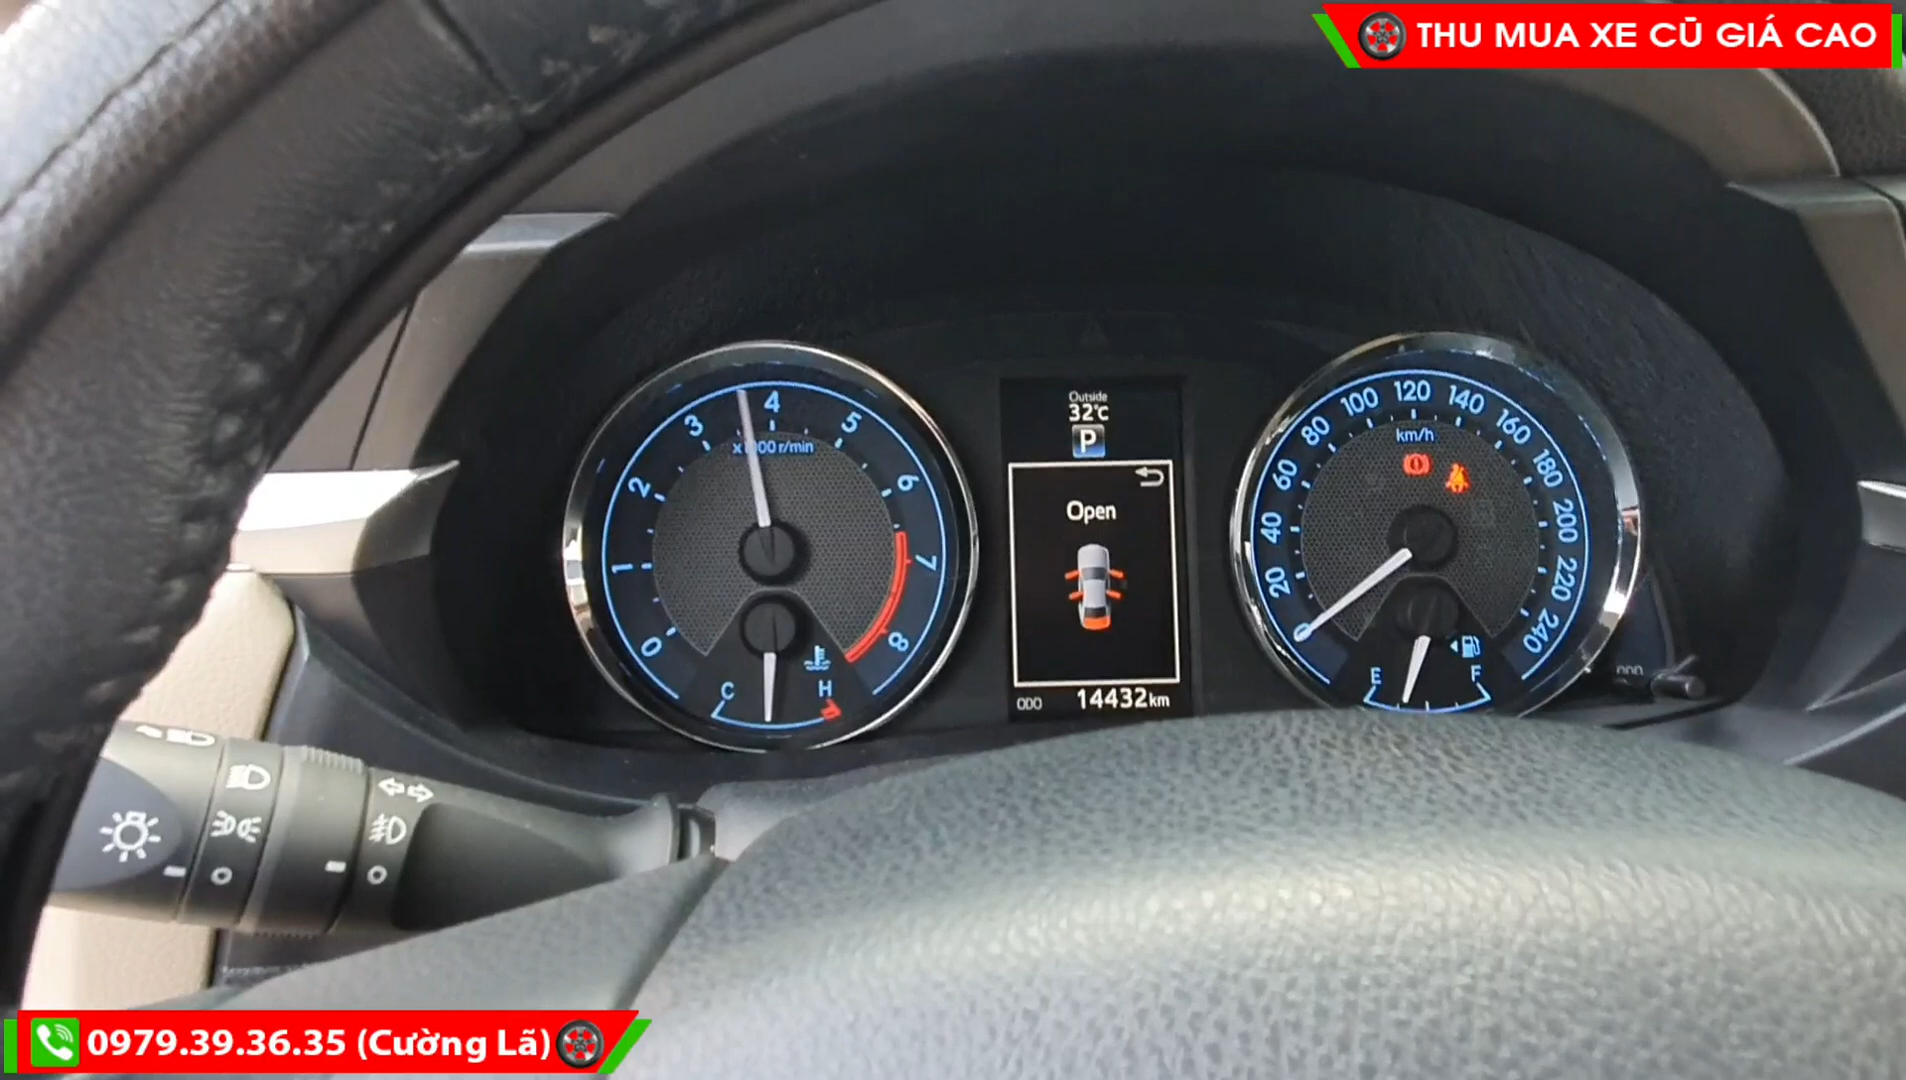 THU MUA XE CŨ GIÁ CAO
Outside
32°C
P
Open
ODO 14432km
0 1 2 3 4 5 6 7 8
r/min
C H
0 20 40 60 80 100 120 140 160 180 200 220 240
km/h
E F
ODO
0979.39.36.35 (Cường Lã)